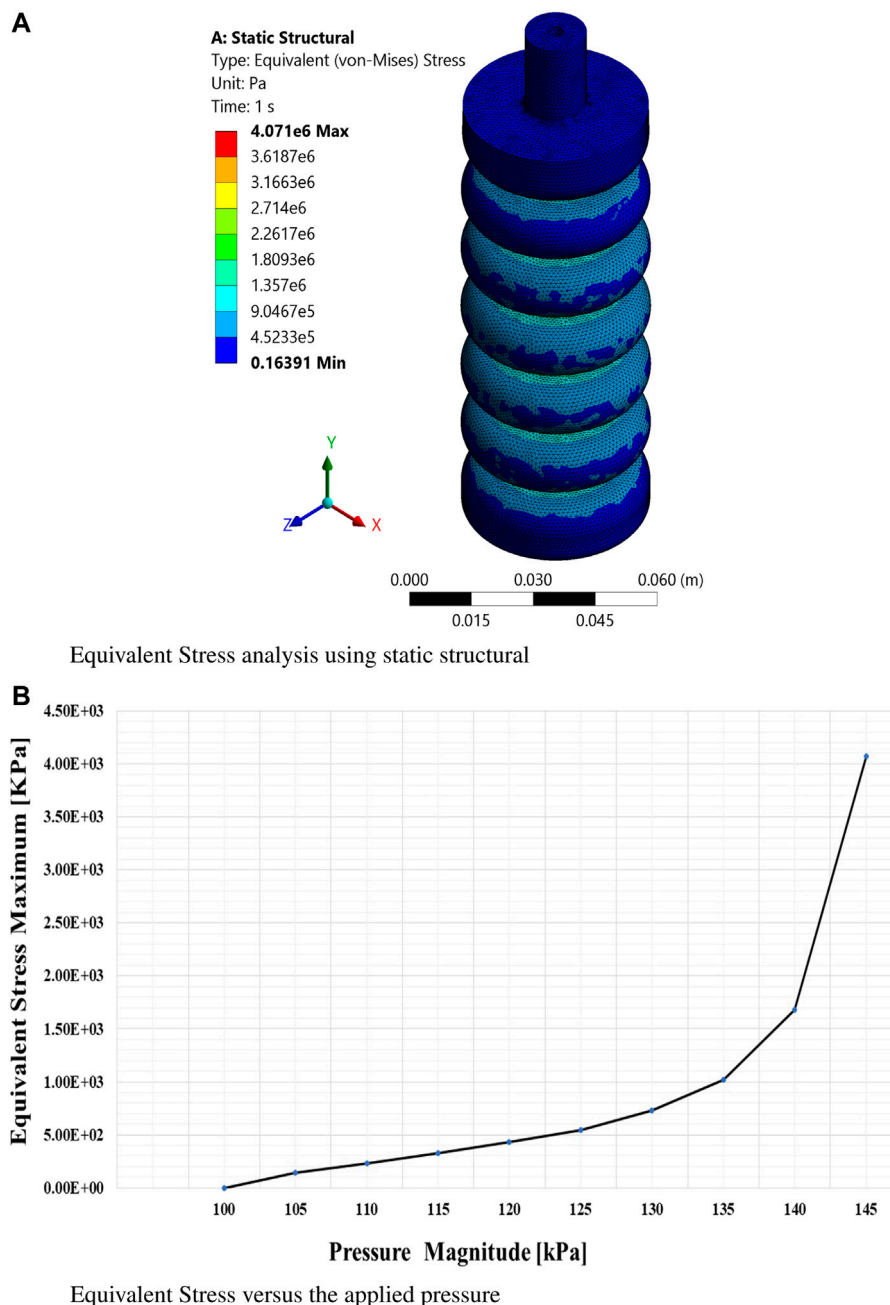 A
A: Static Structural
Type: Equivalent (von-Mises) Stress
Unit: Pa
Time: 1 s
4.071e6 Max
3.6187e6
3.1663e6
2.714e6
2.2617e6
1.8093e6
1.357e6
9.0467e5
4.5233e5
0.16391 Min
Y
Z X
0.000 0.030 0.060 (m)
0.015 0.045
Equivalent Stress analysis using static structural
B
Equivalent Stress Maximum [KPa]
4.50E+03
4.00E+03
3.50E+03
3.00E+03
2.50E+03
2.00E+03
1.50E+03
1.00E+03
5.00E+02
0.00E+00
100 105 110 115 120 125 130 135 140 145
Pressure Magnitude [kPa]
Equivalent Stress versus the applied pressure